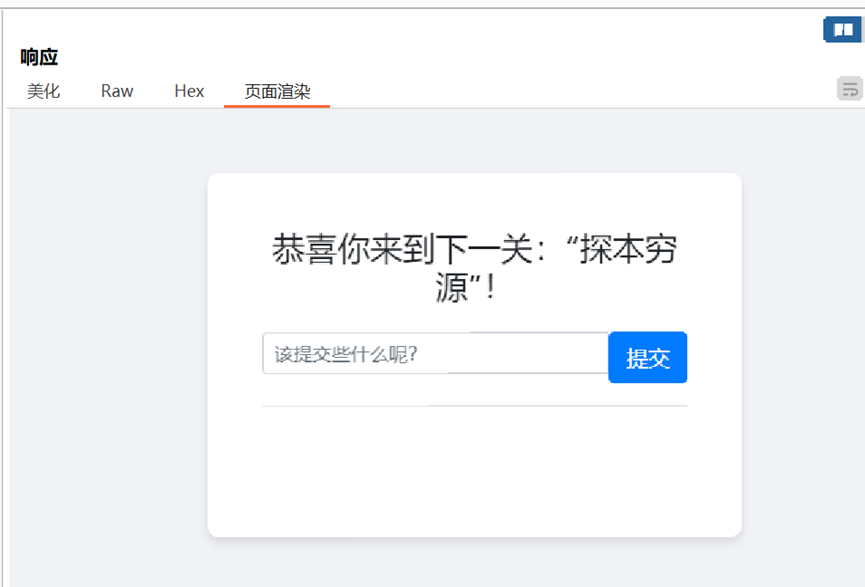 响应
美化 Raw Hex 页面渲染
恭喜你来到下一关：“探本穷
源”！
该提交些什么呢?
提交